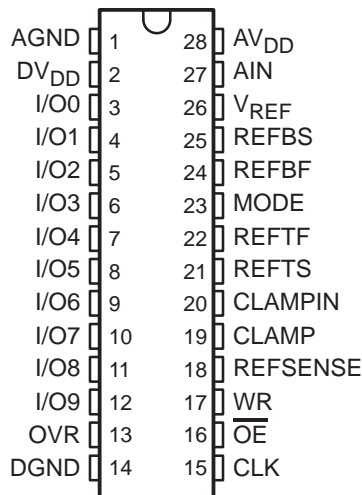 AGND 1 28 AVDD
DVDD 2 27 AIN
I/O0 3 26 VREF
I/O1 4 25 REFBS
I/O2 5 24 REFBF
I/O3 6 23 MODE
I/O4 7 22 REFTF
I/O5 8 21 REFTS
I/O6 9 20 CLAMPIN
I/O7 10 19 CLAMP
I/O8 11 18 REFSENSE
I/O9 12 17 WR
OVR 13 16 O̅E̅
DGND 14 15 CLK